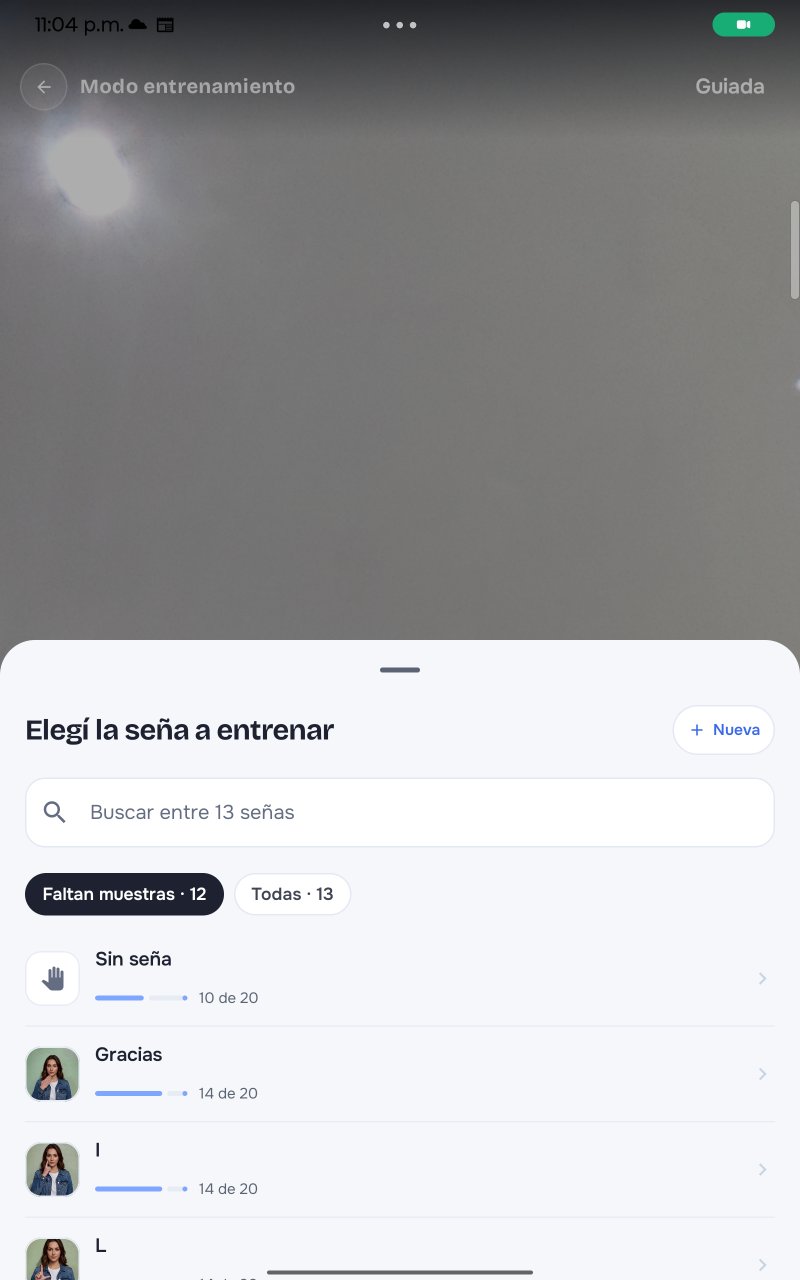 11:04 p.m.
Modo entrenamiento
Guiada
Elegí la seña a entrenar
+ Nueva
Buscar entre 13 señas
Faltan muestras · 12
Todas · 13
Sin seña
10 de 20
Gracias
14 de 20
I
14 de 20
L